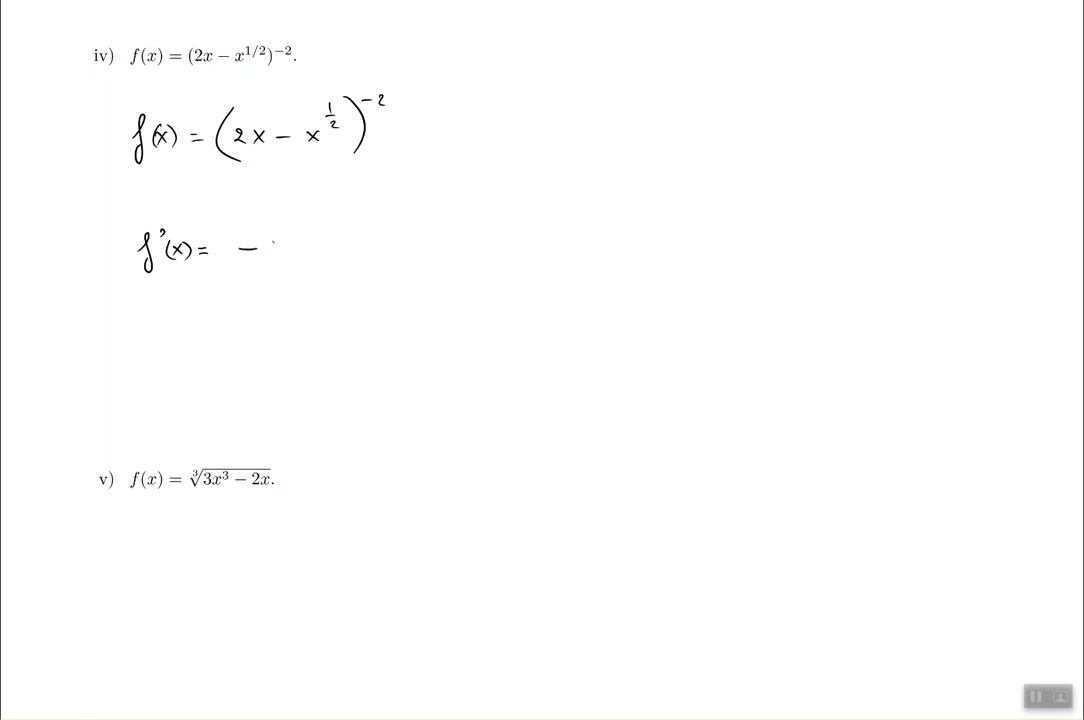 iv) f(x) = (2x − x^{1/2})^{−2}.
f(x) = (2x − x^{1/2})^{−2}
f'(x) = −
v) f(x) = ∛(3x³ − 2x).